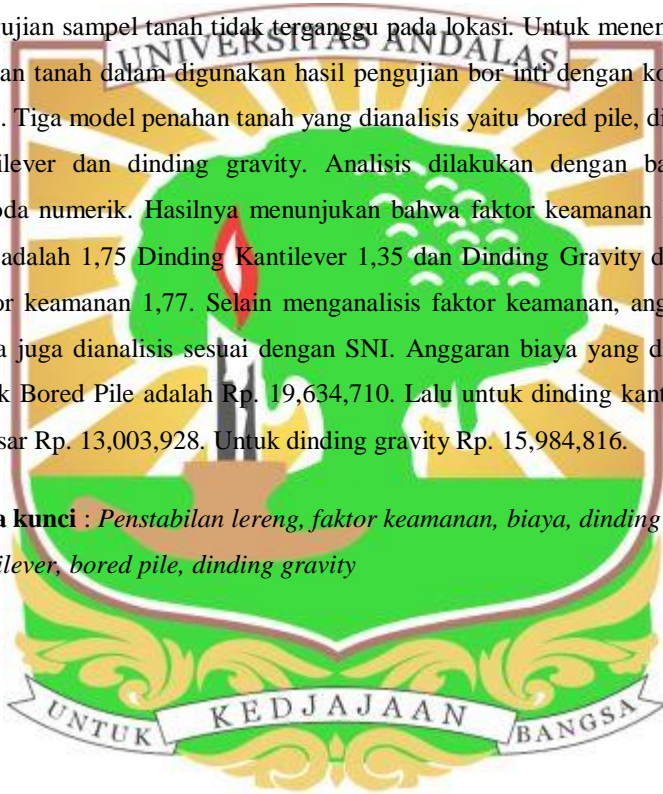 gujian sampel tanah tidak terganggu pada lokasi. Untuk menen
UNIVERSITAS ANDALAS
an tanah dalam digunakan hasil pengujian bor inti dengan ko
. Tiga model penahan tanah yang dianalisis yaitu bored pile, di
ilever dan dinding gravity. Analisis dilakukan dengan ba
oda numerik. Hasilnya menunjukan bahwa faktor keamanan
adalah 1,75 Dinding Kantilever 1,35 dan Dinding Gravity d
or keamanan 1,77. Selain menganalisis faktor keamanan, ang
a juga dianalisis sesuai dengan SNI. Anggaran biaya yang d
k Bored Pile adalah Rp. 19,634,710. Lalu untuk dinding kant
sar Rp. 13,003,928. Untuk dinding gravity Rp. 15,984,816.
a kunci : Penstabilan lereng, faktor keamanan, biaya, dinding
ilever, bored pile, dinding gravity
UNTUK KEDJAJAAN BANGSA